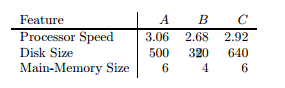 Feature A B C
Processor Speed 3.06 2.68 2.92
Disk Size 500 320 640
Main-Memory Size 6 4 6